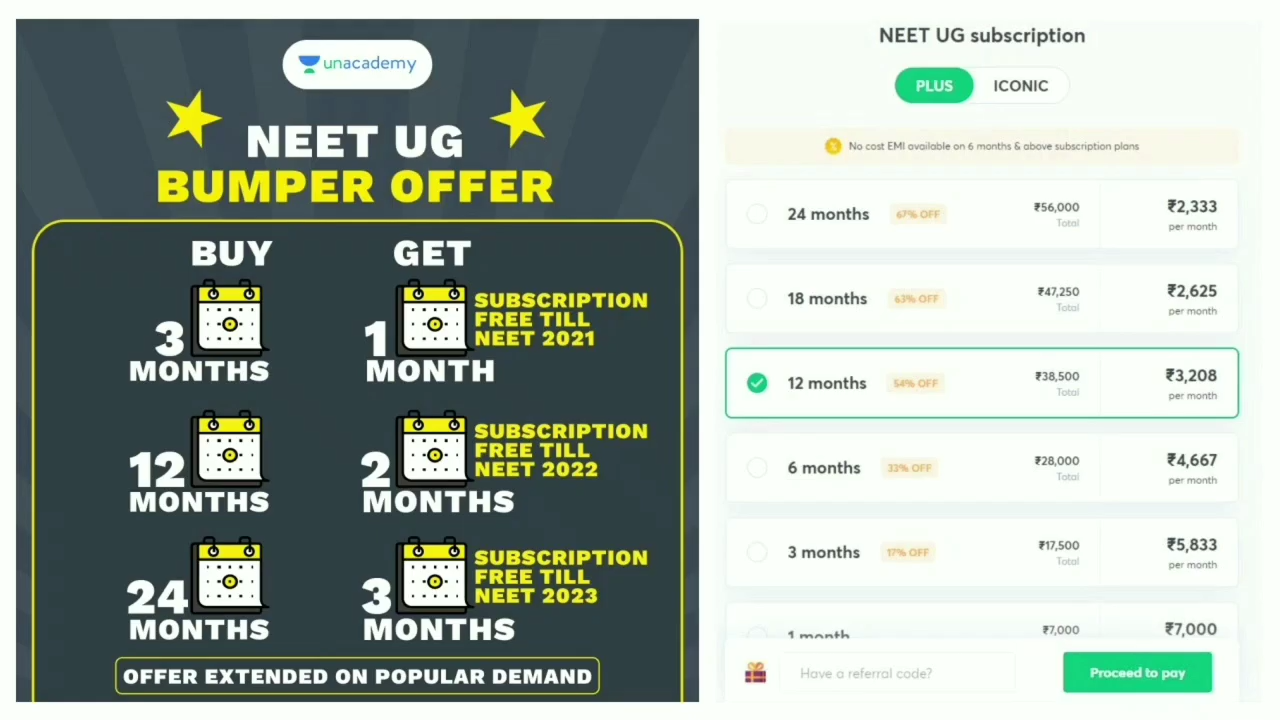 unacademy
NEET UG
BUMPER OFFER
BUY GET
3 MONTHS
1 MONTH
SUBSCRIPTION
FREE TILL
NEET 2021
12 MONTHS
2 MONTHS
SUBSCRIPTION
FREE TILL
NEET 2022
24 MONTHS
3 MONTHS
SUBSCRIPTION
FREE TILL
NEET 2023
OFFER EXTENDED ON POPULAR DEMAND
NEET UG subscription
PLUS ICONIC
No cost EMI available on 6 months & above subscription plans
24 months 67% OFF ₹56,000 ₹2,333
Total per month
18 months 63% OFF ₹47,250 ₹2,625
Total per month
12 months 54% OFF ₹38,500 ₹3,208
Total per month
6 months 33% OFF ₹28,000 ₹4,667
Total per month
3 months 17% OFF ₹17,500 ₹5,833
Total per month
1 month ₹7,000 ₹7,000
Have a referral code? Proceed to pay